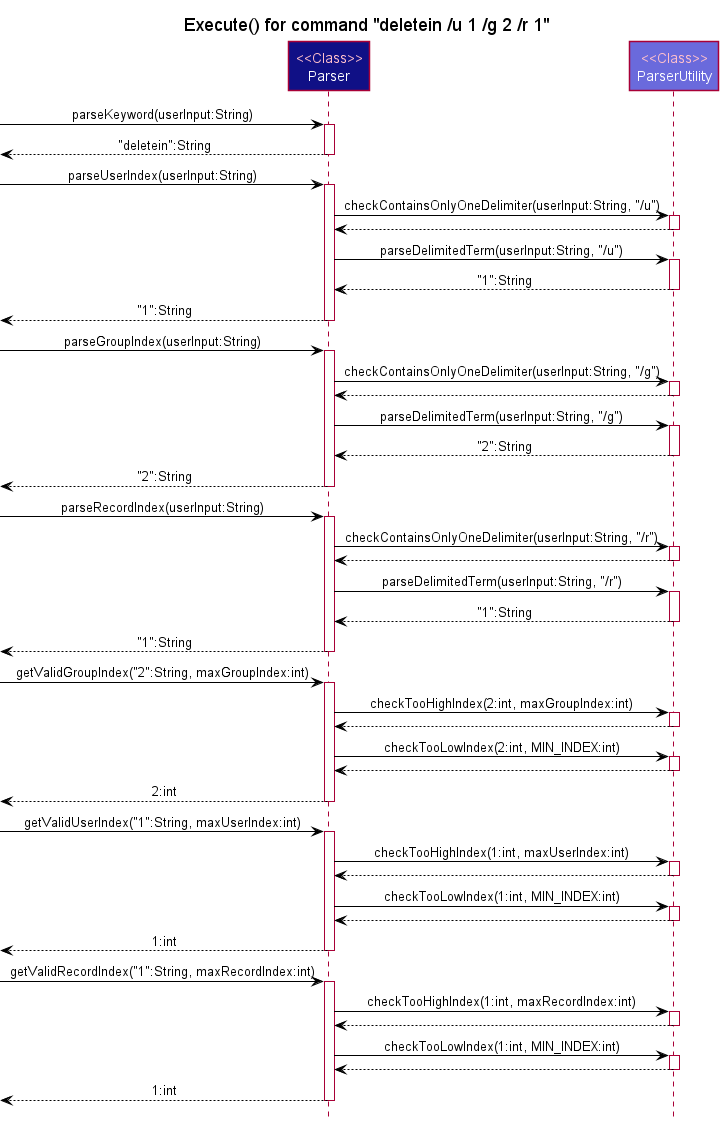 Execute() for command "deletein /u 1 /g 2 /r 1"
<<Class>>
Parser
<<Class>>
ParserUtility
parseKeyword(userInput:String)
"deletein":String
parseUserIndex(userInput:String)
checkContainsOnlyOneDelimiter(userInput:String, "/u")
parseDelimitedTerm(userInput:String, "/u")
"1":String
"1":String
parseGroupIndex(userInput:String)
checkContainsOnlyOneDelimiter(userInput:String, "/g")
parseDelimitedTerm(userInput:String, "/g")
"2":String
"2":String
parseRecordIndex(userInput:String)
checkContainsOnlyOneDelimiter(userInput:String, "/r")
parseDelimitedTerm(userInput:String, "/r")
"1":String
"1":String
getValidGroupIndex("2":String, maxGroupIndex:int)
checkTooHighIndex(2:int, maxGroupIndex:int)
checkTooLowIndex(2:int, MIN_INDEX:int)
2:int
getValidUserIndex("1":String, maxUserIndex:int)
checkTooHighIndex(1:int, maxUserIndex:int)
checkTooLowIndex(1:int, MIN_INDEX:int)
1:int
getValidRecordIndex("1":String, maxRecordIndex:int)
checkTooHighIndex(1:int, maxRecordIndex:int)
checkTooLowIndex(1:int, MIN_INDEX:int)
1:int